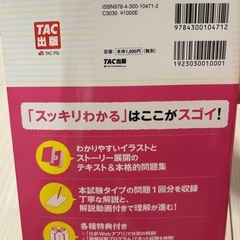 TAC
出版
TAC PG
ISBN978-4-300-10471-2
C3030 ¥1000E
定価 : 本体1,000円 (税別)
TAC出版
9784300104712
1923030010001
「スッキリわかる」はここがスゴイ!
わかりやすいイラストと
ストーリー展開の
テキスト&本格的問題集
本試験タイプの問題1回分を収録
丁寧な解説と、
解説動画付きで理解が進む!
各種特典付き